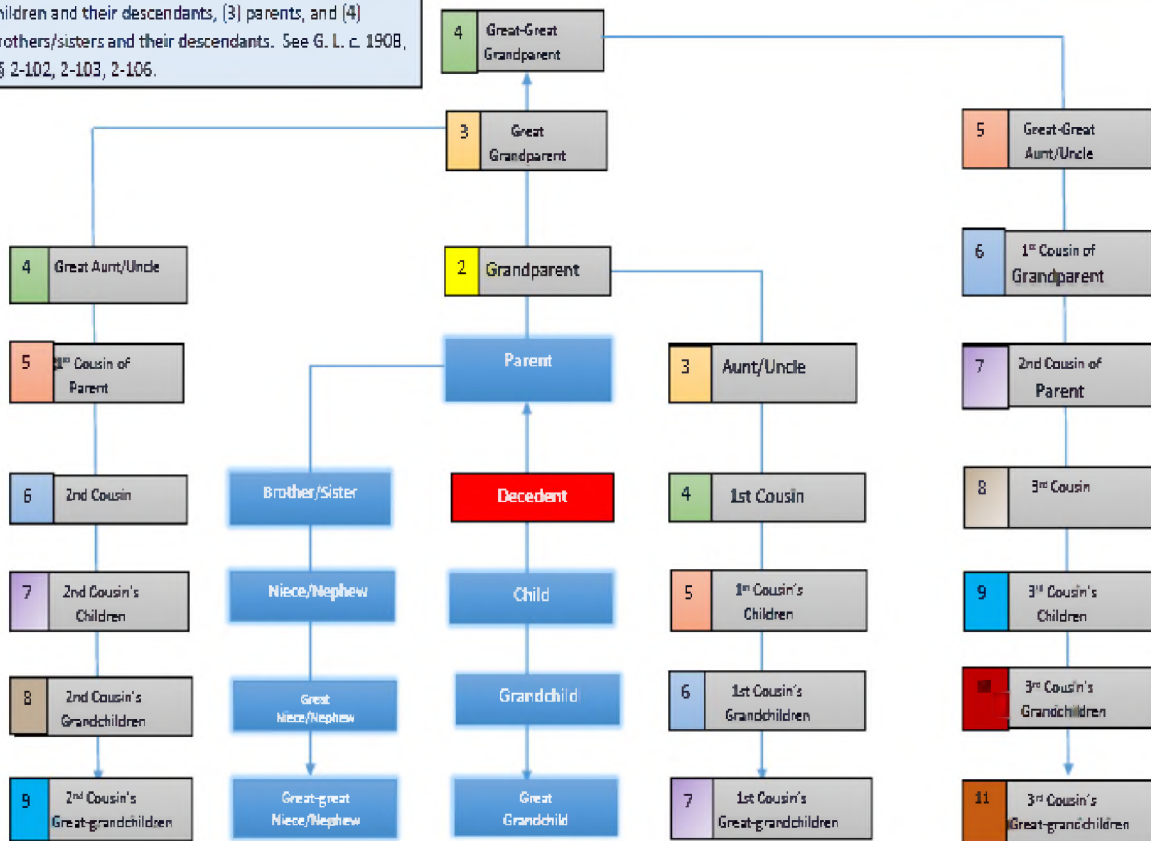 hildren and their descendants, (3) parents, and (4)
rothers/sisters and their descendants. See G. L. c. 190B,
§ 2-102, 2-103, 2-106.
4 Great-Great
Grandparent
3 Great
Grandparent
5 Great-Great
Aunt/Uncle
4 Great Aunt/Uncle
2 Grandparent
6 1st Cousin of
Grandparent
5 1st Cousin of
Parent
Parent
3 Aunt/Uncle
7 2nd Cousin of
Parent
6 2nd Cousin
Brother/Sister
Decedent
4 1st Cousin
8 3rd Cousin
7 2nd Cousin's
Children
Niece/Nephew
Child
5 1st Cousin's
Children
9 3rd Cousin's
Children
8 2nd Cousin's
Grandchildren
Great
Niece/Nephew
Grandchild
6 1st Cousin's
Grandchildren
3rd Cousin's
Grandchildren
9 2nd Cousin's
Great-grandchildren
Great-great
Niece/Nephew
Great
Grandchild
7 1st Cousin's
Great-grandchildren
11 3rd Cousin's
Great-grandchildren